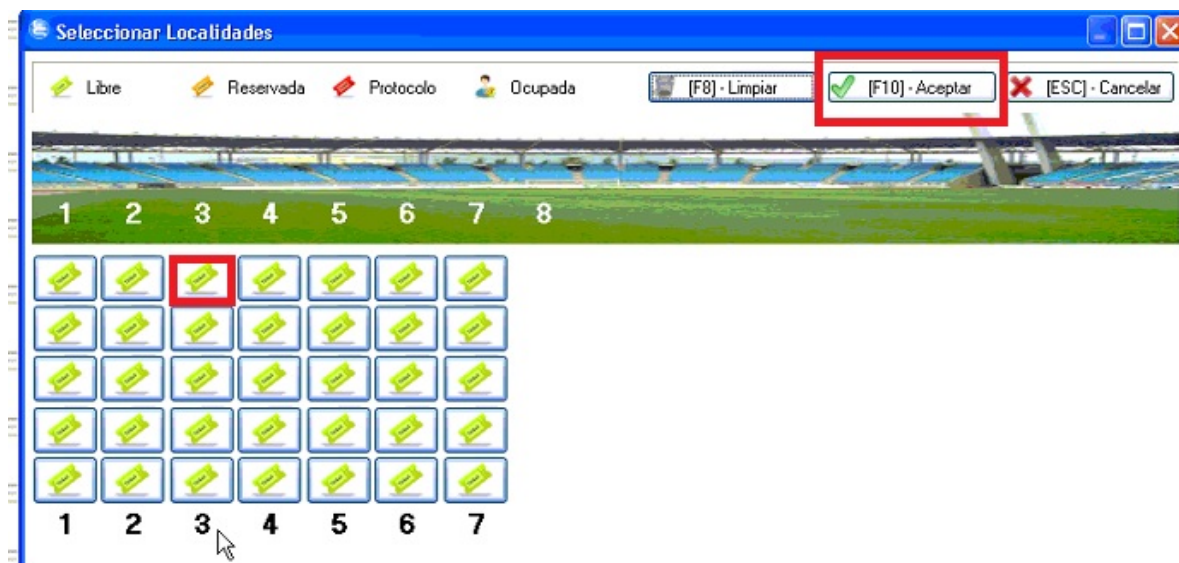 Seleccionar Localidades
Libre Reservada Protocolo Ocupada [F8] - Limpiar [F10] - Aceptar [ESC] - Cancelar
1 2 3 4 5 6 7 8
1 2 3 4 5 6 7